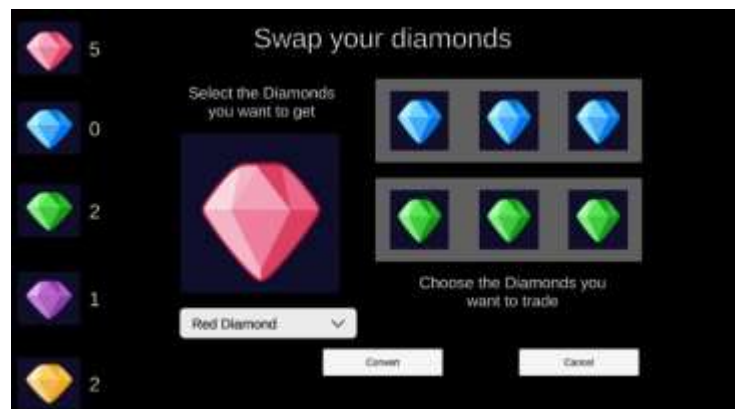 Swap your diamonds
5
0
2
1
2
Select the Diamonds
you want to get
Red Diamond
Choose the Diamonds you
want to trade
Convert
Cancel